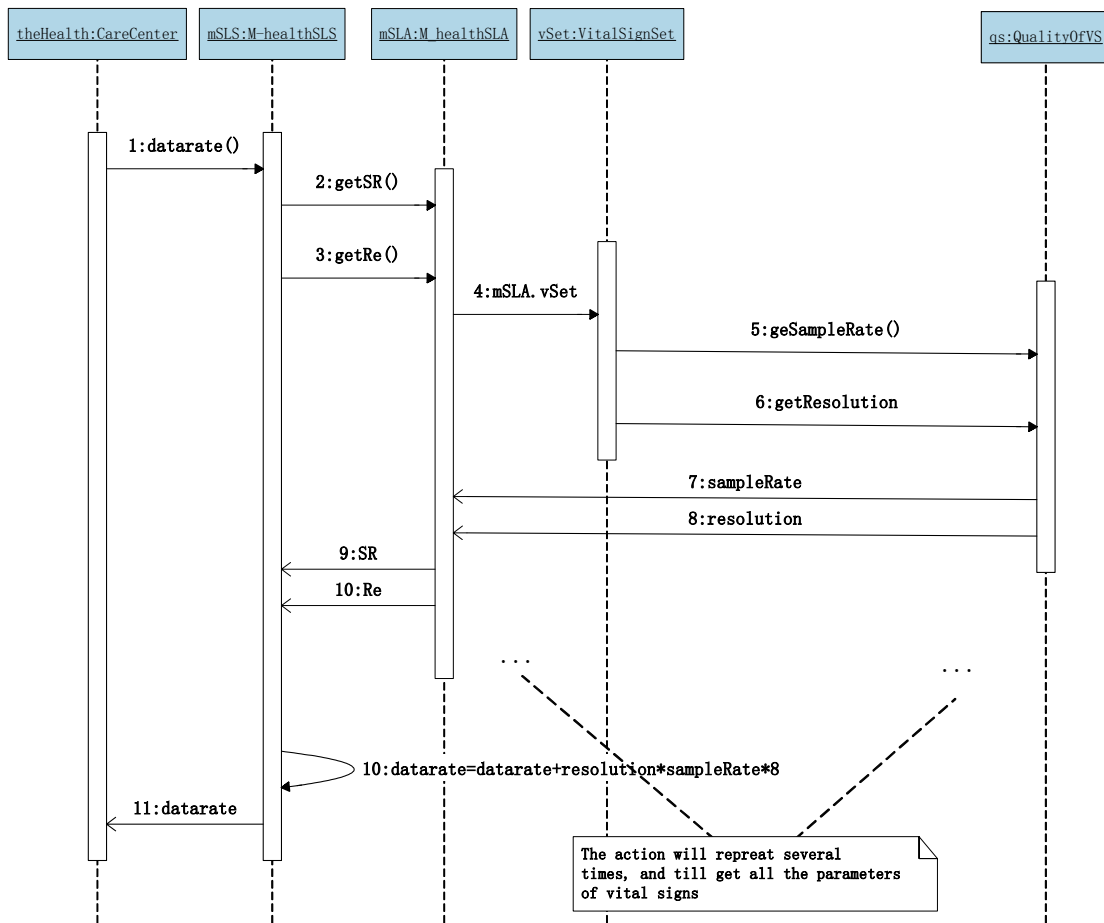 theHealth:CareCenter
mSLS:M-healthSLS
mSLA:M_healthSLA
vSet:VitalSignSet
qs:QualityOfVS
1:datarate()
2:getSR()
3:getRe()
4:mSLA.vSet
5:geSampleRate()
6:getResolution
7:sampleRate
8:resolution
9:SR
10:Re
...
...
10:datarate=datarate+resolution*sampleRate*8
11:datarate
The action will repreat several
times, and till get all the parameters
of vital signs